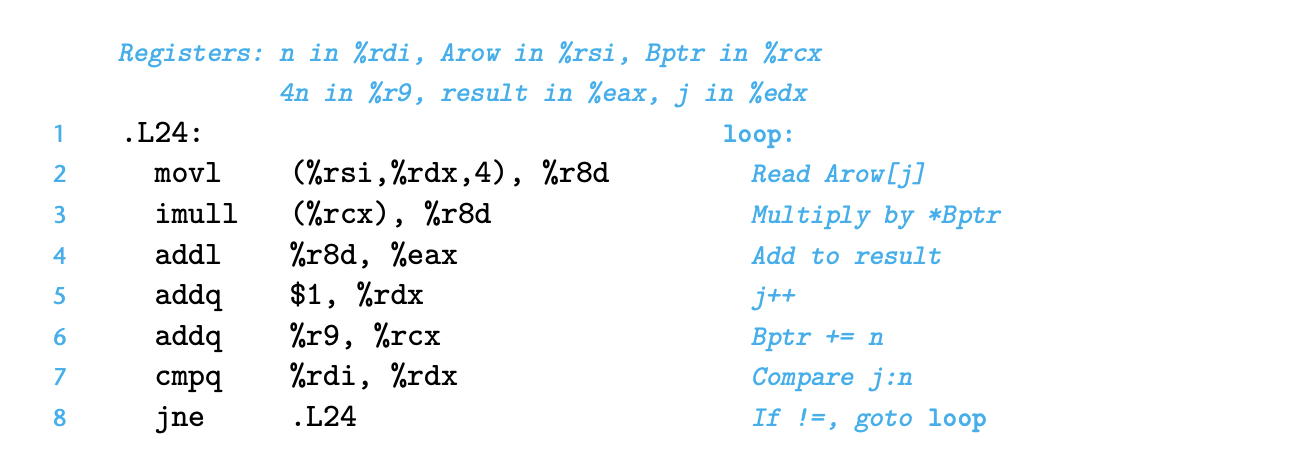 Registers: n in %rdi, Arow in %rsi, Bptr in %rcx
4n in %r9, result in %eax, j in %edx
1 .L24: loop:
2 movl (%rsi,%rdx,4), %r8d Read Arow[j]
3 imull (%rcx), %r8d Multiply by *Bptr
4 addl %r8d, %eax Add to result
5 addq $1, %rdx j++
6 addq %r9, %rcx Bptr += n
7 cmpq %rdi, %rdx Compare j:n
8 jne .L24 If !=, goto loop